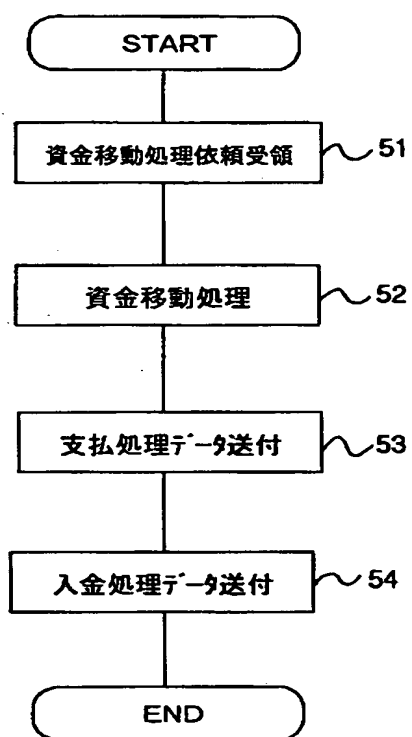 START
資金移動処理依頼受領 51
資金移動処理 52
支払処理データ送付 53
入金処理データ送付 54
END